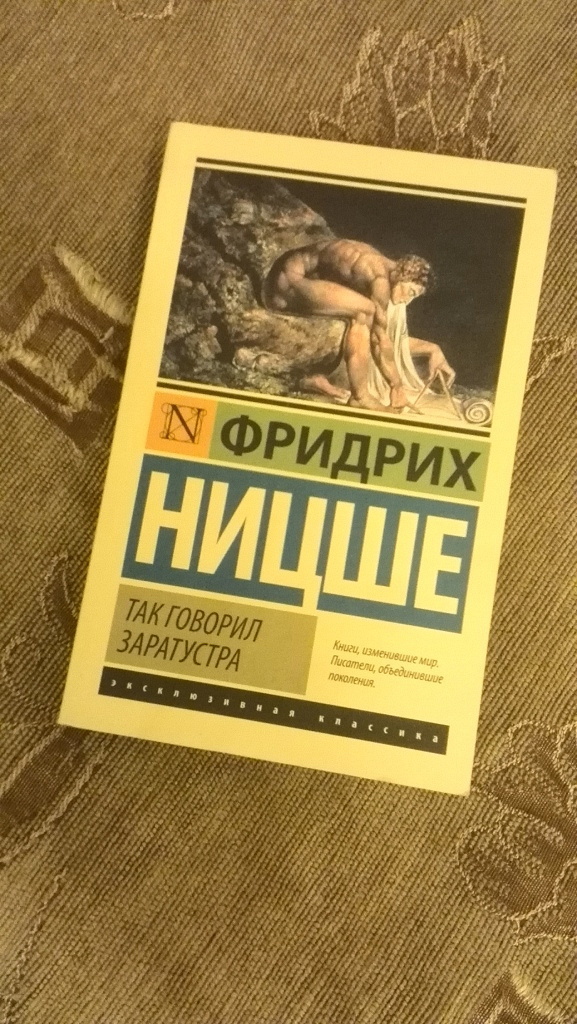 N
ФРИДРИХ
НИЦШЕ
ТАК ГОВОРИЛ
ЗАРАТУСТРА
Книги, изменившие мир.
Писатели, объединившие
поколения.
эксклюзивная классика